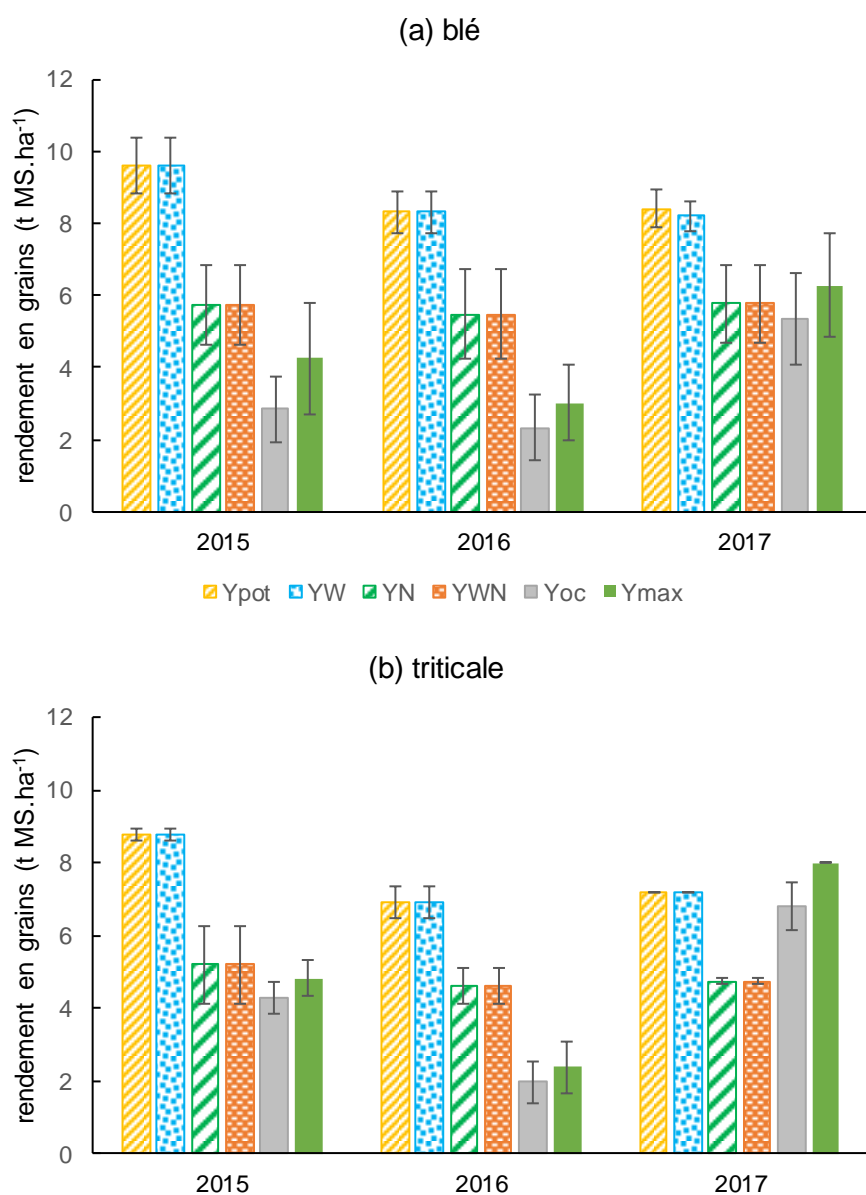 (a) blé
rendement en grains (t MS.ha⁻¹)
12
10
8
6
4
2
0
2015 2016 2017
Ypot YW YN YWN Yoc Ymax
(b) triticale
rendement en grains (t MS.ha⁻¹)
12
10
8
6
4
2
0
2015 2016 2017